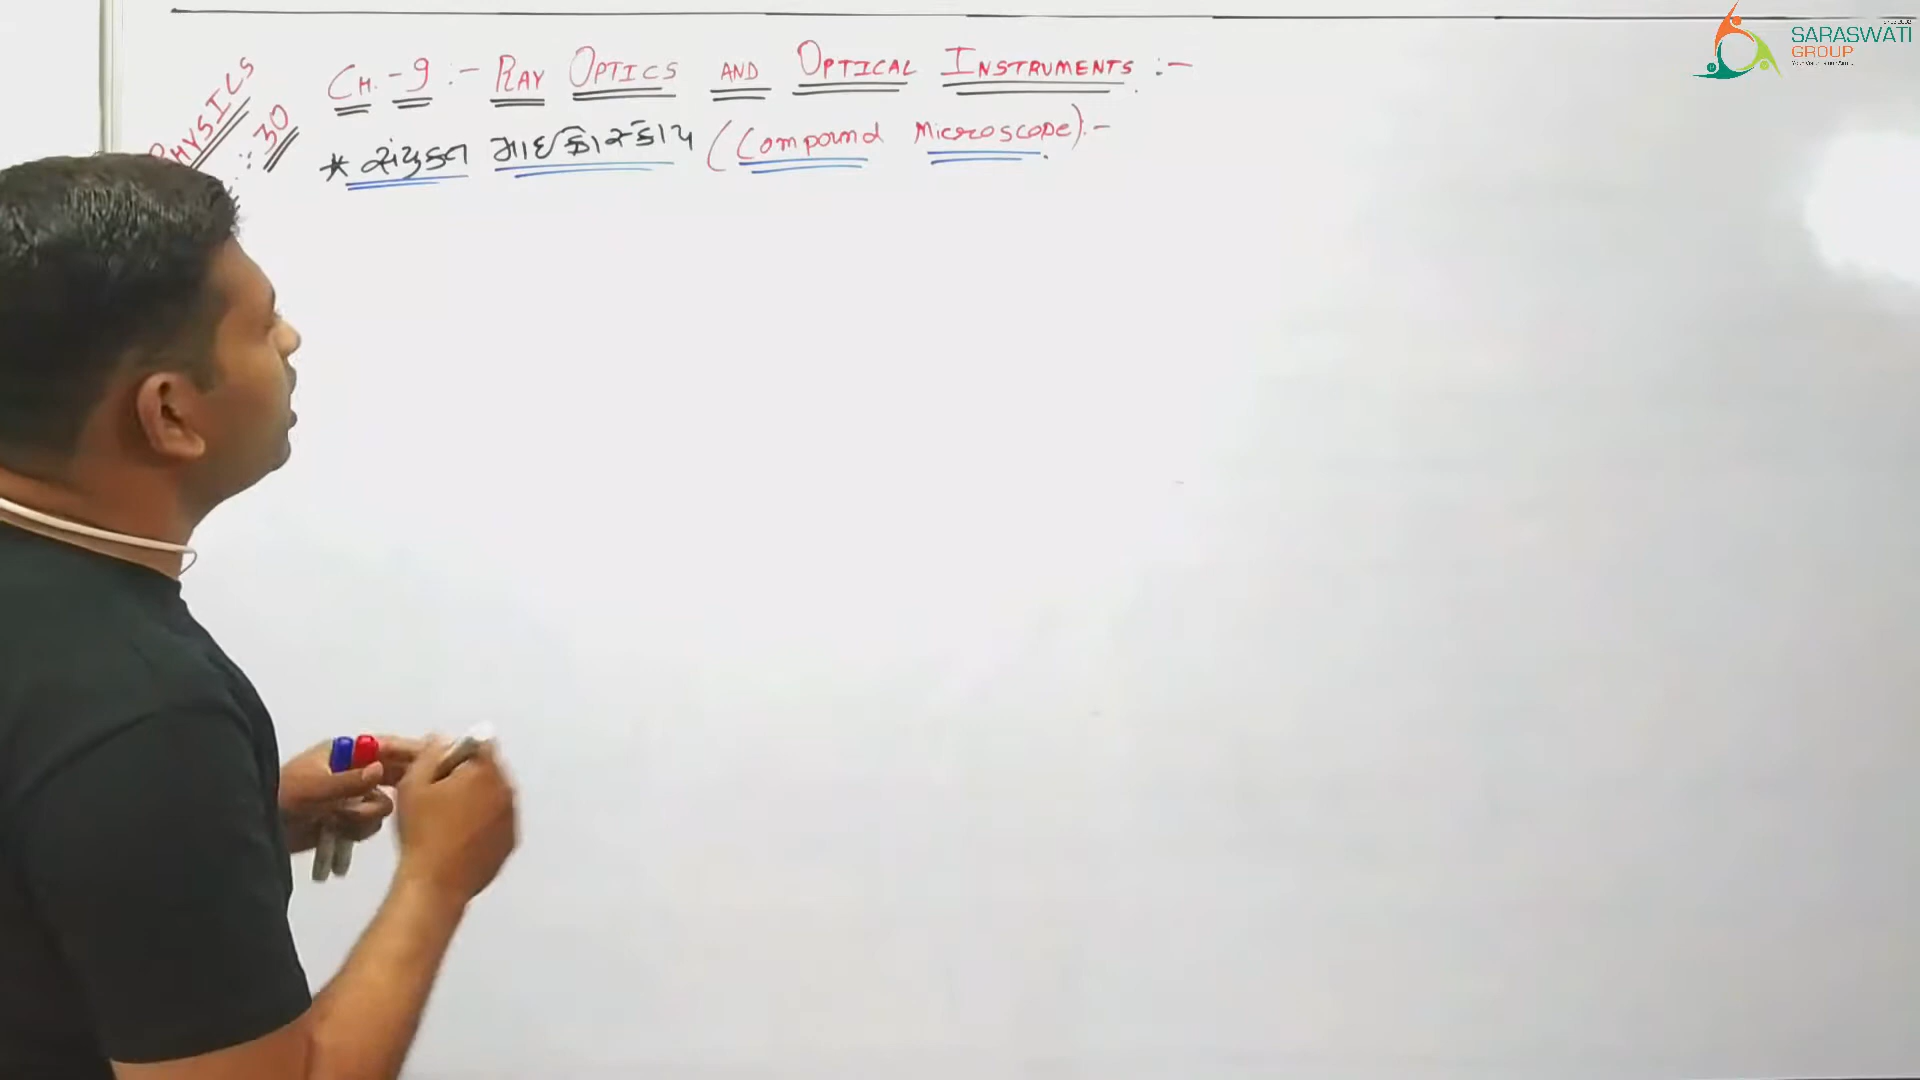 PHYSICS
:: 30
CH. - 9 :- RAY OPTICS AND OPTICAL INSTRUMENTS :-
* સંયુક્ત માઈક્રોસ્કોપ (Compound Microscope) :-
SARASWATI
GROUP